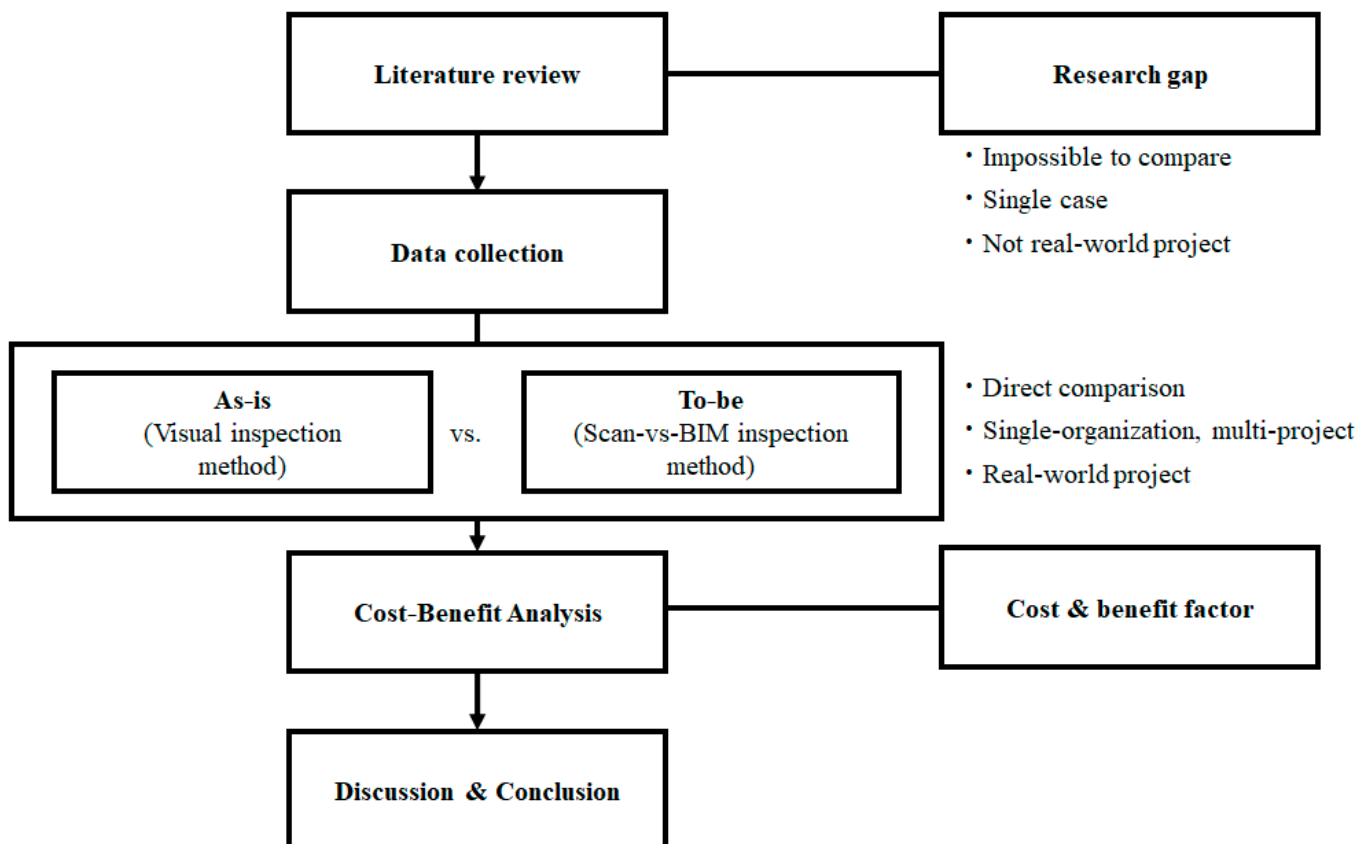 Literature review
Research gap
・Impossible to compare
・Single case
・Not real-world project
Data collection
As-is
(Visual inspection
method)
vs.
To-be
(Scan-vs-BIM inspection
method)
・Direct comparison
・Single-organization, multi-project
・Real-world project
Cost-Benefit Analysis
Cost & benefit factor
Discussion & Conclusion